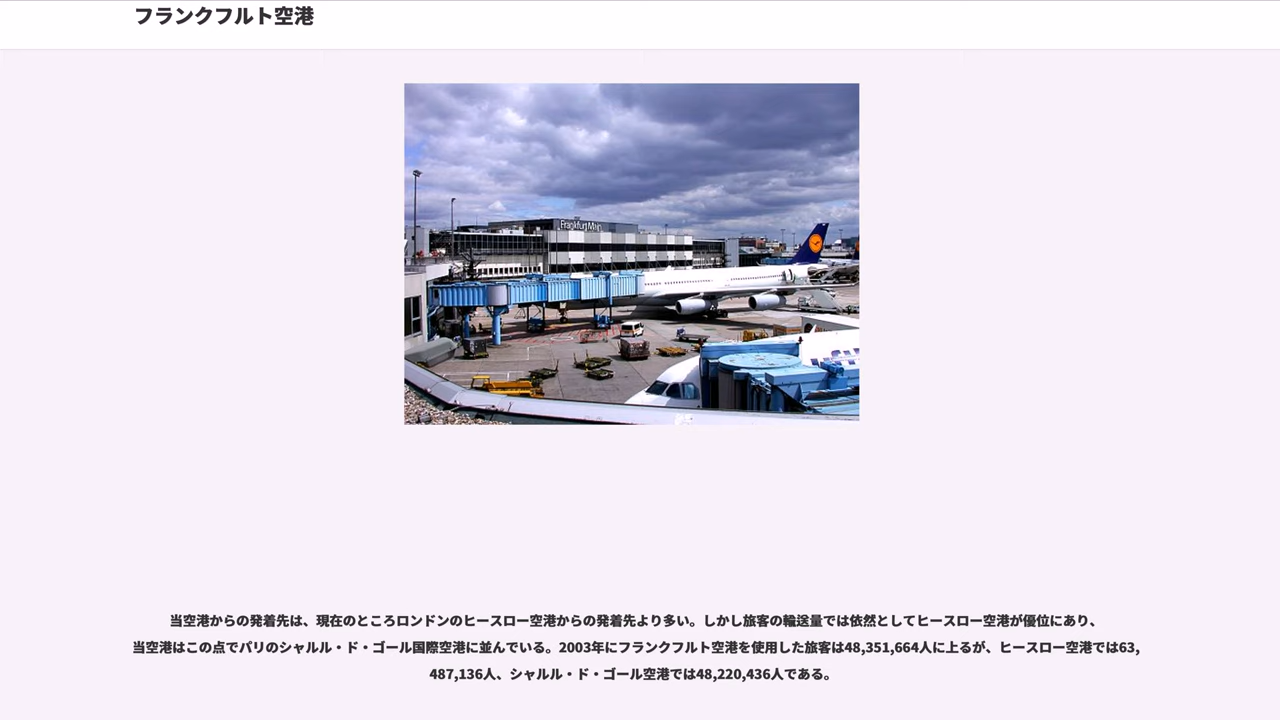 フランクフルト空港
Frankfurt Main
当空港からの発着先は、現在のところロンドンのヒースロー空港からの発着先より多い。しかし旅客の輸送量では依然としてヒースロー空港が優位にあり、
当空港はこの点でパリのシャルル・ド・ゴール国際空港に並んでいる。2003年にフランクフルト空港を使用した旅客は48,351,664人に上るが、ヒースロー空港では63,
487,136人、シャルル・ド・ゴール空港では48,220,436人である。